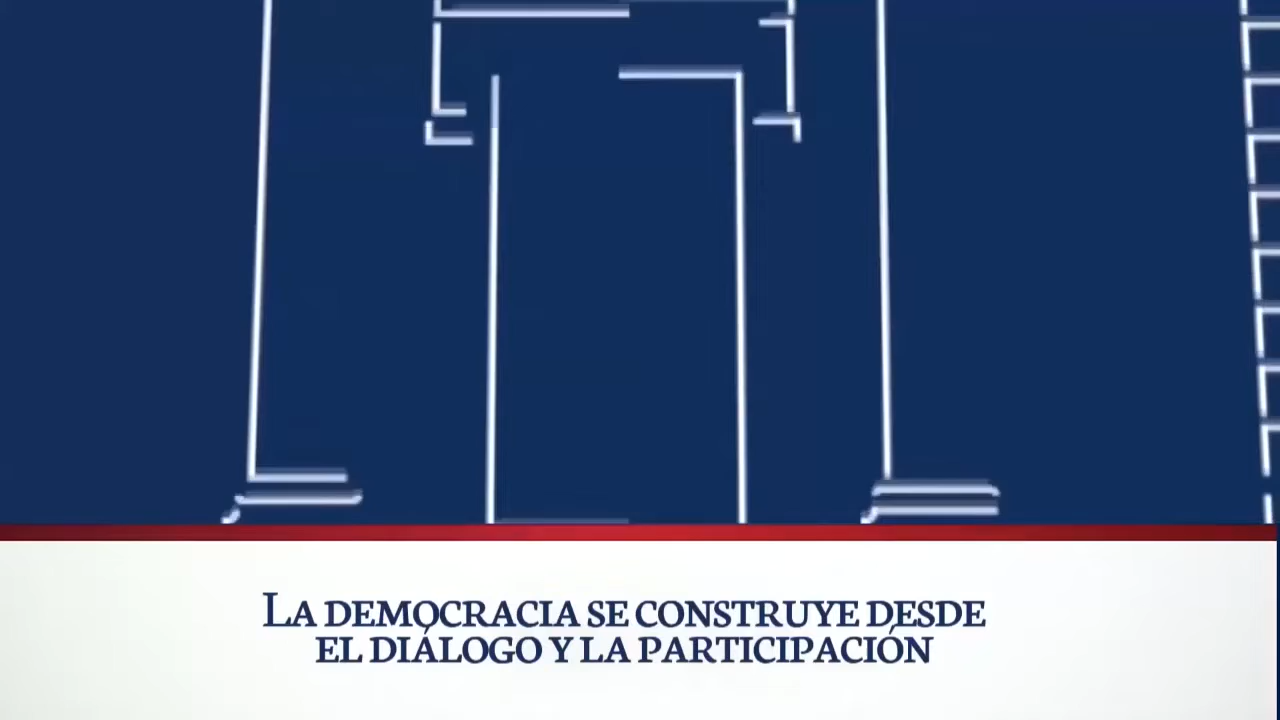 La democracia se construye desde
el diálogo y la participación